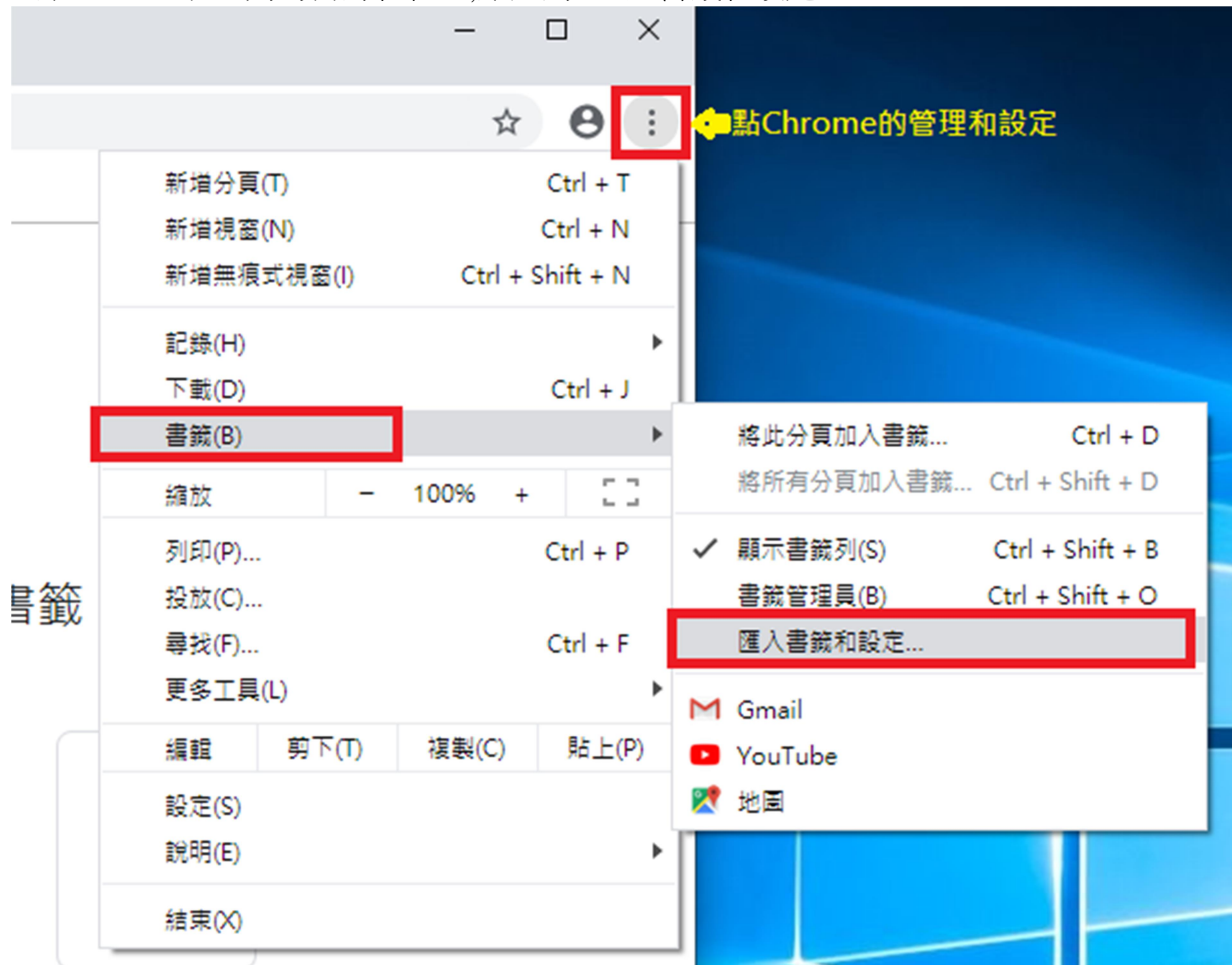 點Chrome的管理和設定
新增分頁(T) Ctrl + T
新增視窗(N) Ctrl + N
新增無痕式視窗(I) Ctrl + Shift + N
記錄(H)
下載(D) Ctrl + J
書籤(B)
縮放 − 100% +
列印(P)... Ctrl + P
投放(C)...
尋找(F)... Ctrl + F
更多工具(L)
編輯 剪下(T) 複製(C) 貼上(P)
設定(S)
說明(E)
結束(X)
將此分頁加入書籤... Ctrl + D
將所有分頁加入書籤... Ctrl + Shift + D
顯示書籤列(S) Ctrl + Shift + B
書籤管理員(B) Ctrl + Shift + O
匯入書籤和設定...
Gmail
YouTube
地圖
書籤